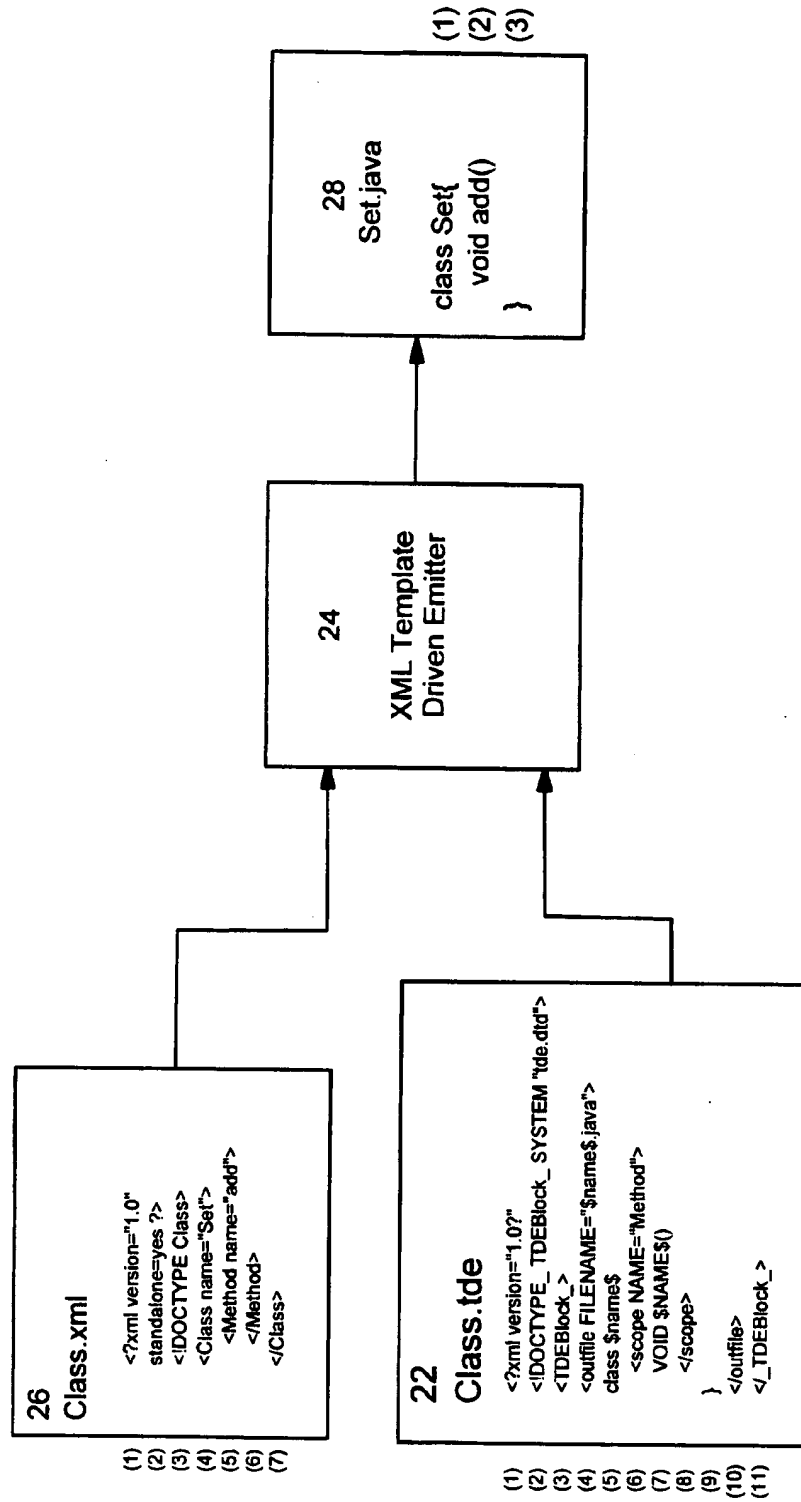 26
Class.xml
(1) <?xml version="1.0"
(2) standalone=yes ?>
(3) <!DOCTYPE Class>
(4) <Class name="Set">
(5) <Method name="add">
(6) </Method>
(7) </Class>
22
Class.tde
(1) <?xml version="1.0?"
(2) <!DOCTYPE_ TDEBlock_ SYSTEM "tde.dtd">
(3) <TDEBlock_>
(4) <outfile FILENAME="$name$.java">
(5) class $name$
(6) <scope NAME="Method">
(7) VOID $NAME$()
(8) </scope>
(9) }
(10) </outfile>
(11) </_TDEBlock_>
24
XML Template
Driven Emitter
28
Set.java
class Set{ (1)
void add() (2)
} (3)